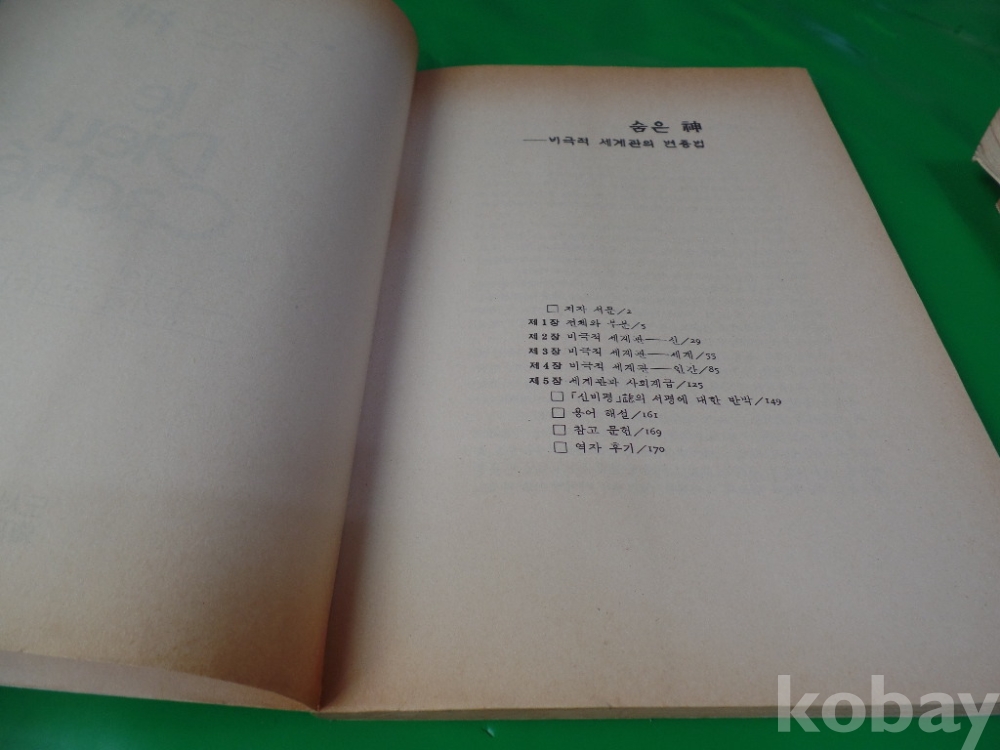 숨은 神
──비극적 세계관의 변증법
□ 저자 서문/2
제1장 전체와 부분/5
제2장 비극적 세계관──신/29
제3장 비극적 세계관──세계/53
제4장 비극적 세계관──인간/85
제5장 세계관과 사회계급/125
□ 「신비평」誌의 서평에 대한 반박/149
□ 용어 해설/161
□ 참고 문헌/169
□ 역자 후기/170
kobay